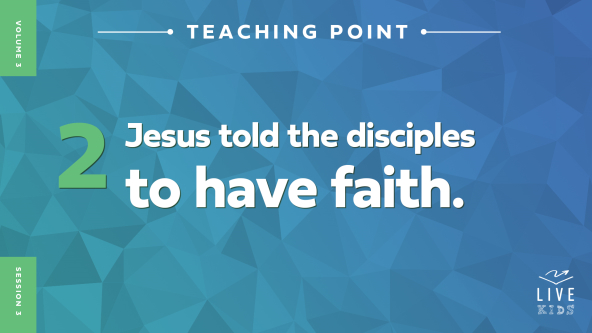 VOLUME 3
TEACHING POINT
2
Jesus told the disciples
to have faith.
SESSION 3
LIVE
KIDS